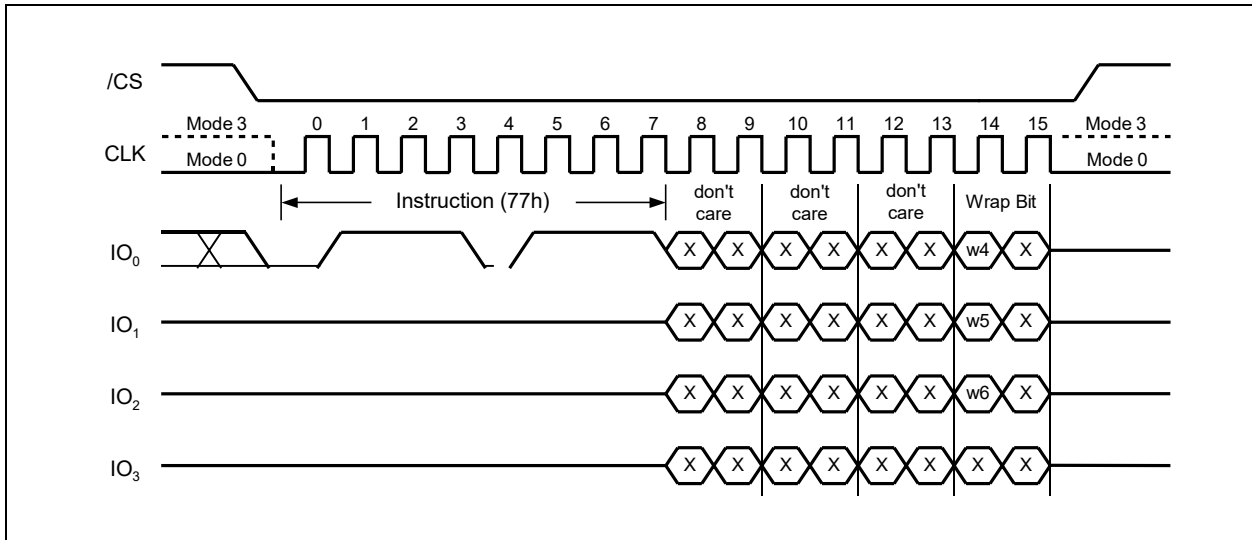 /CS
Mode 3 0 1 2 3 4 5 6 7 8 9 10 11 12 13 14 15 Mode 3
CLK
Mode 0 Mode 0
Instruction (77h) don't care don't care don't care Wrap Bit
IO0 X X X X X X w4 X
IO1 X X X X X X w5 X
IO2 X X X X X X w6 X
IO3 X X X X X X X X